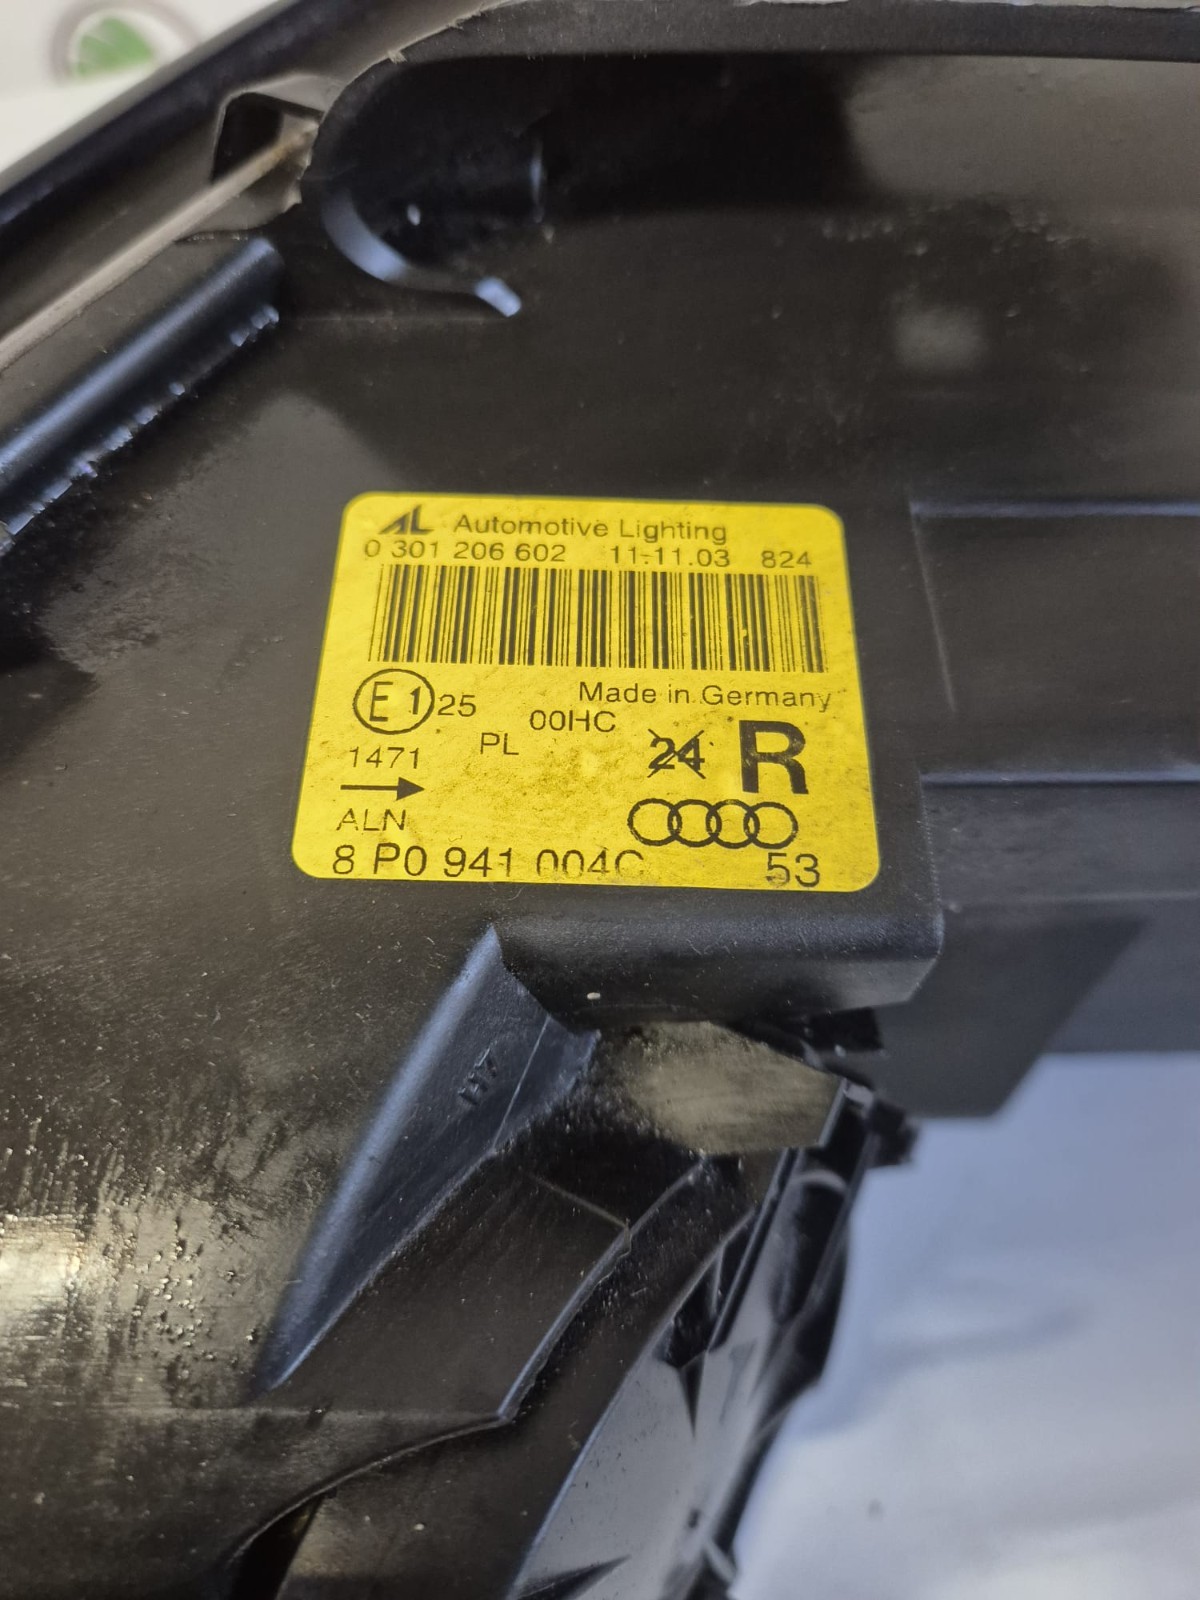 AL Automotive Lighting
0 301 206 602 11.11.03 824
E1 25 Made in Germany
00HC
PL 24 R
1471
ALN
8 P0 941 004C 53
H7